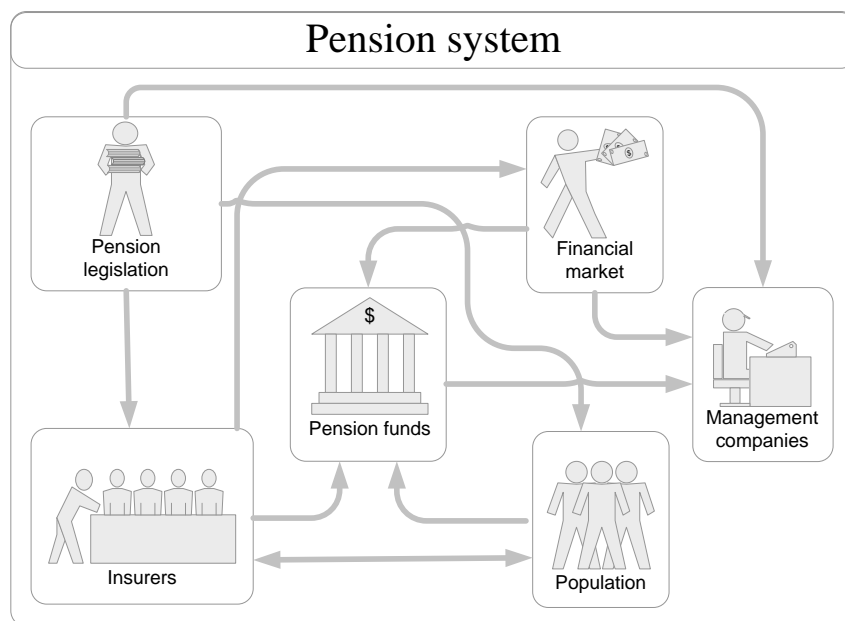 Pension system
$
Pension
legislation
Financial
market
$
Pension funds
Management
companies
Insurers
Population